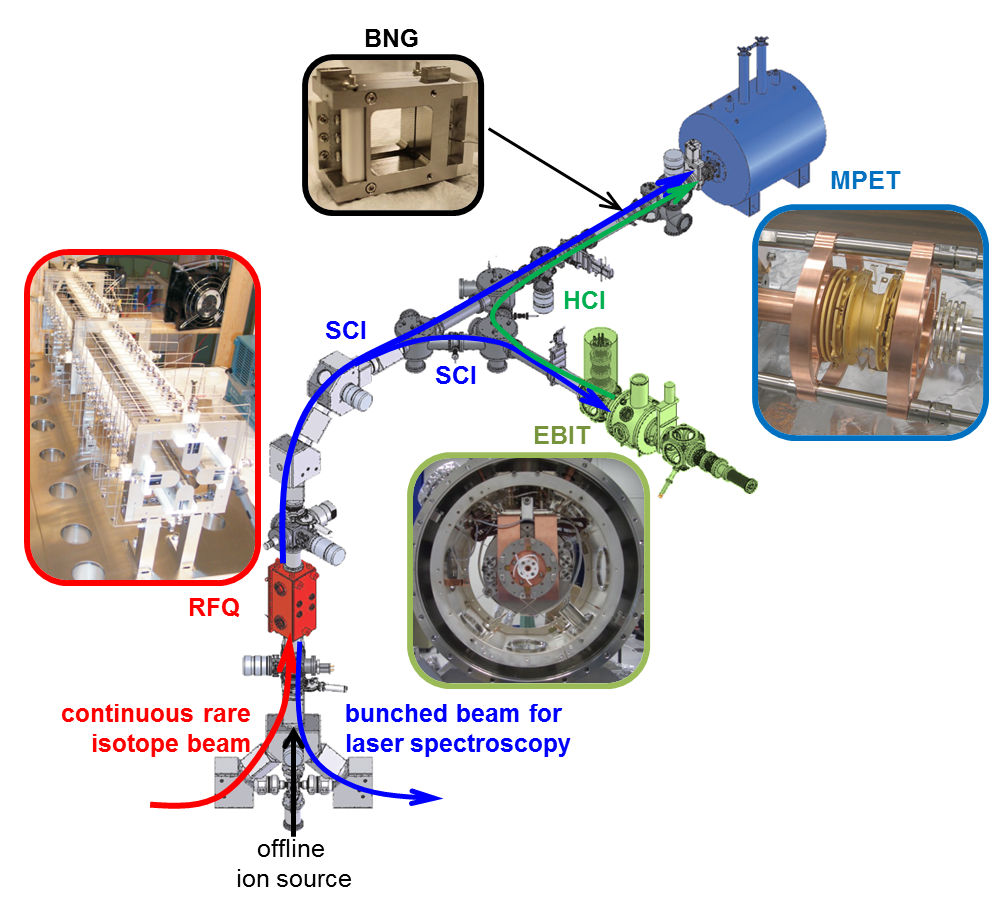 BNG
MPET
HCI
SCI
SCI
EBIT
RFQ
continuous rare
isotope beam
bunched beam for
laser spectroscopy
offline
ion source